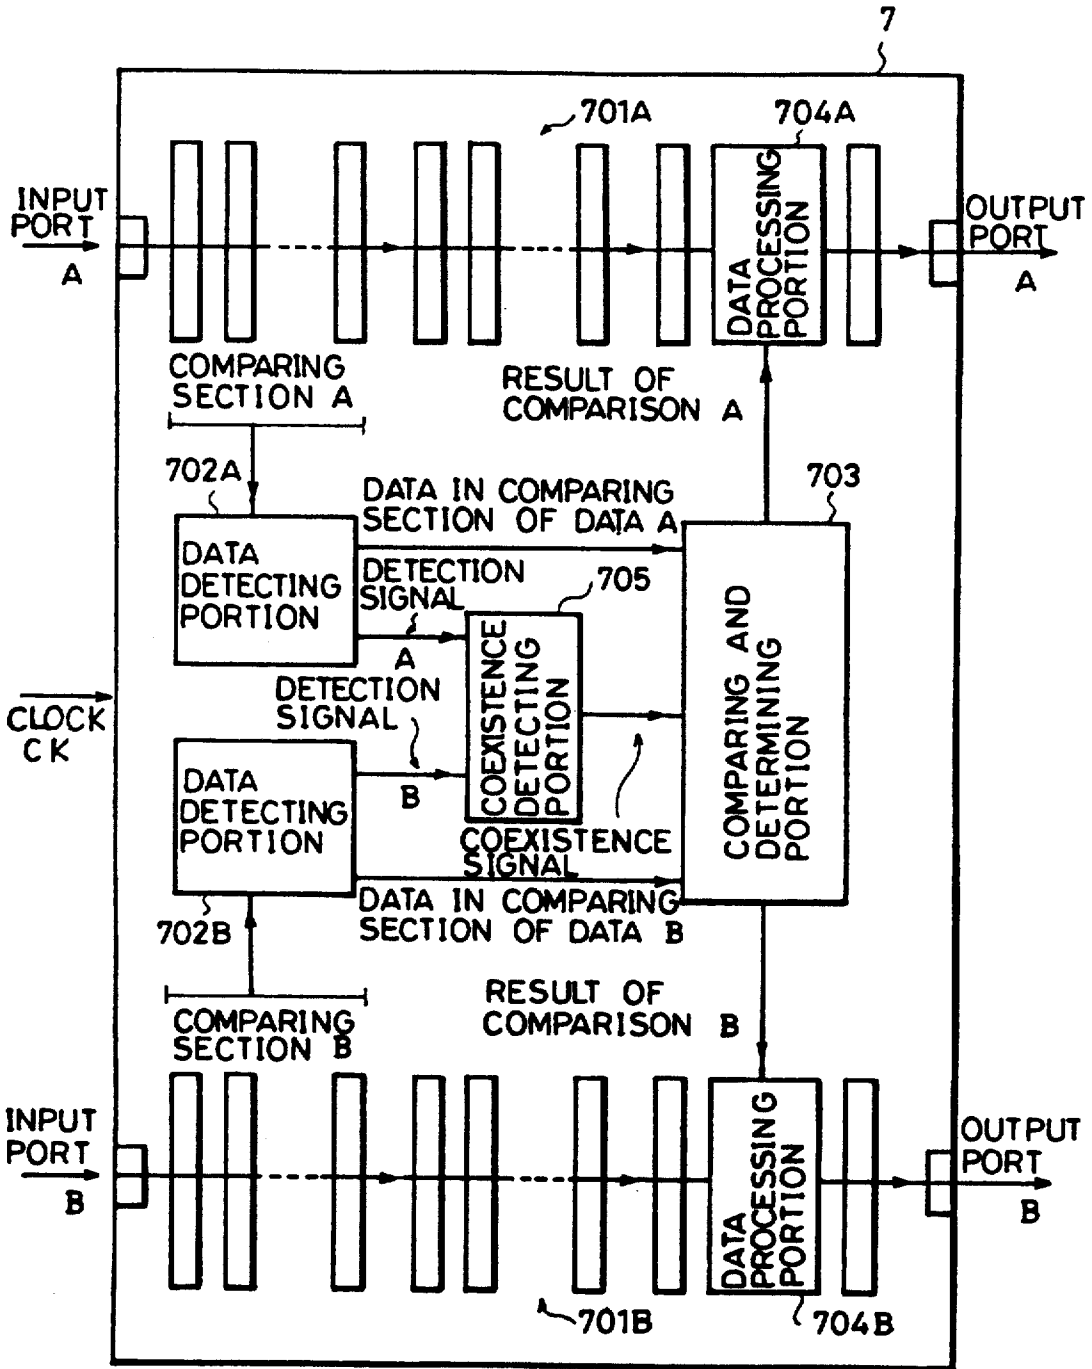 7
701A
704A
INPUT
PORT
A
DATA
PROCESSING
PORTION
OUTPUT
PORT
A
COMPARING
SECTION A
RESULT OF
COMPARISON A
702A
DATA IN COMPARING
SECTION OF DATA A
703
DATA
DETECTING
PORTION
DETECTION
SIGNAL
A
705
COEXISTENCE
DETECTING
PORTION
COMPARING AND
DETERMINING
PORTION
CLOCK
CK
DETECTION
SIGNAL
B
DATA
DETECTING
PORTION
COEXISTENCE
SIGNAL
702B
DATA IN COMPARING
SECTION OF DATA B
COMPARING
SECTION B
RESULT OF
COMPARISON B
INPUT
PORT
B
DATA
PROCESSING
PORTION
OUTPUT
PORT
B
701B
704B